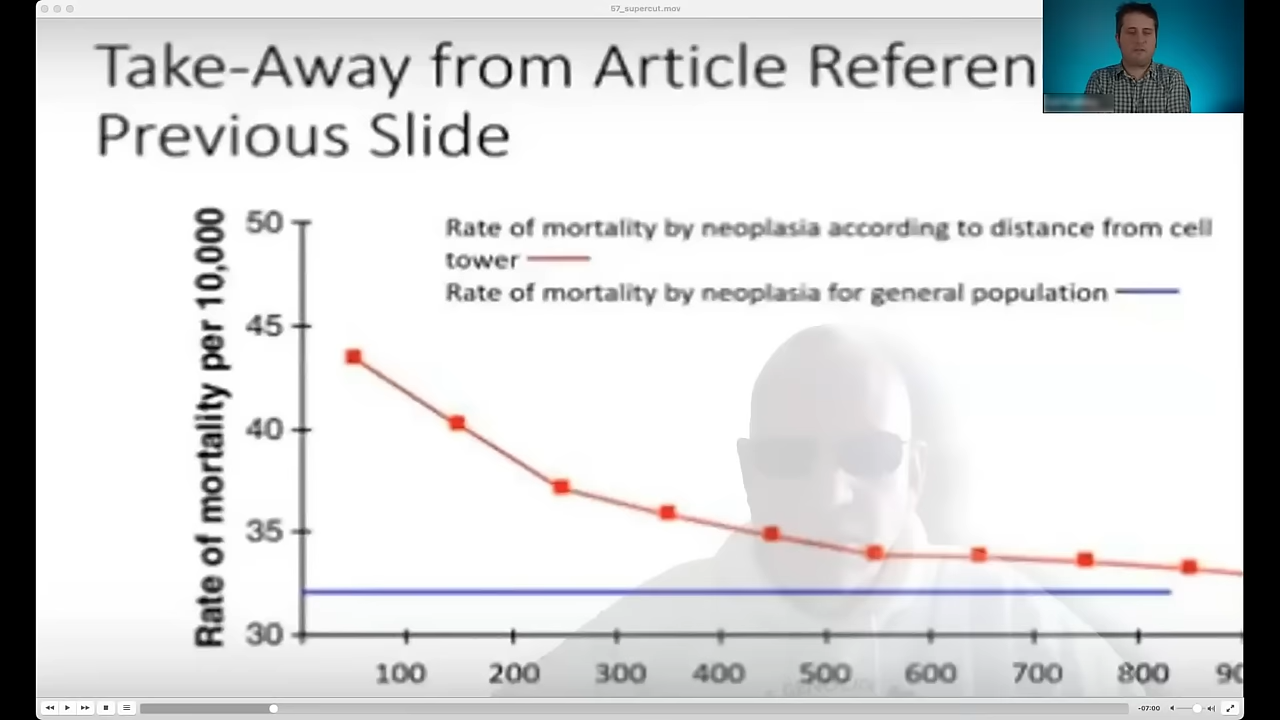 57_supercut.mov
Take-Away from Article Referen
Previous Slide
Rate of mortality per 10,000
50
45
40
35
30
Rate of mortality by neoplasia according to distance from cell
tower
Rate of mortality by neoplasia for general population
100 200 300 400 500 600 700 800 90
-07:00